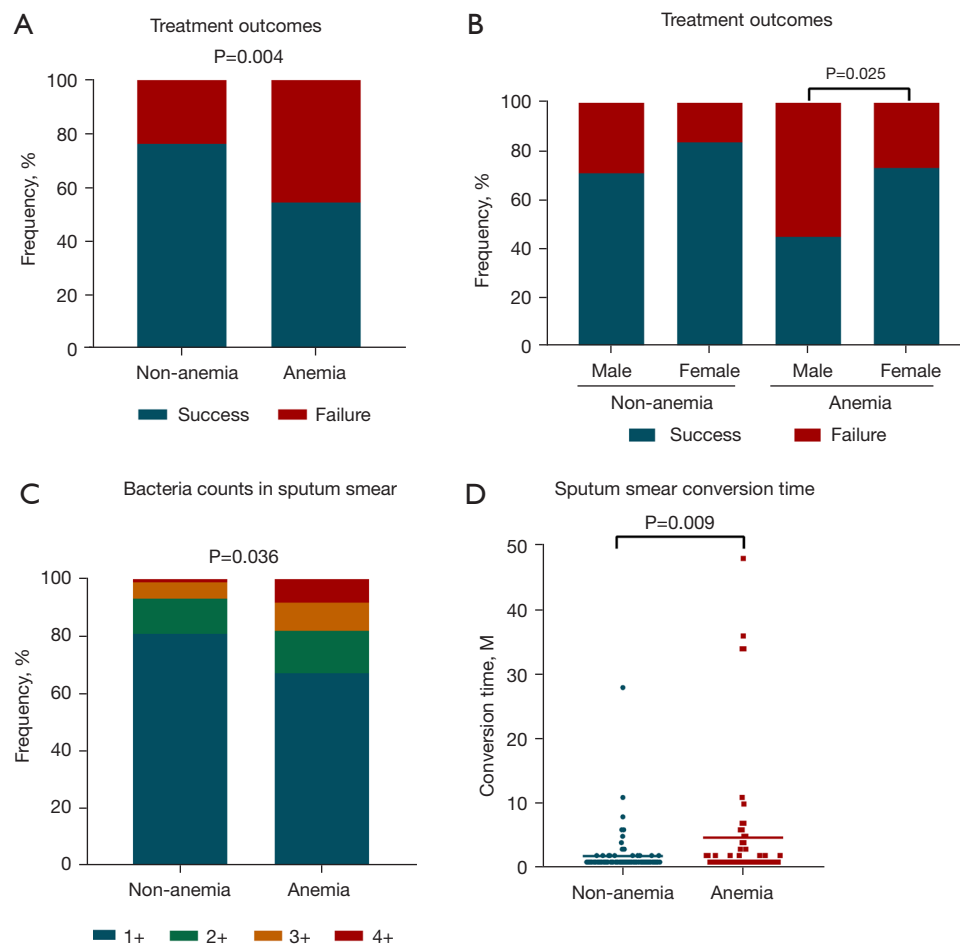 A
Treatment outcomes
P=0.004
Frequency, %
100
80
60
40
20
0
Non-anemia Anemia
Success Failure
B
Treatment outcomes
P=0.025
Frequency, %
100
80
60
40
20
0
Male Female Male Female
Non-anemia Anemia
Success Failure
C
Bacteria counts in sputum smear
P=0.036
Frequency, %
100
80
60
40
20
0
Non-anemia Anemia
1+ 2+ 3+ 4+
D
Sputum smear conversion time
P=0.009
Conversion time, M
50
40
30
20
10
0
Non-anemia Anemia